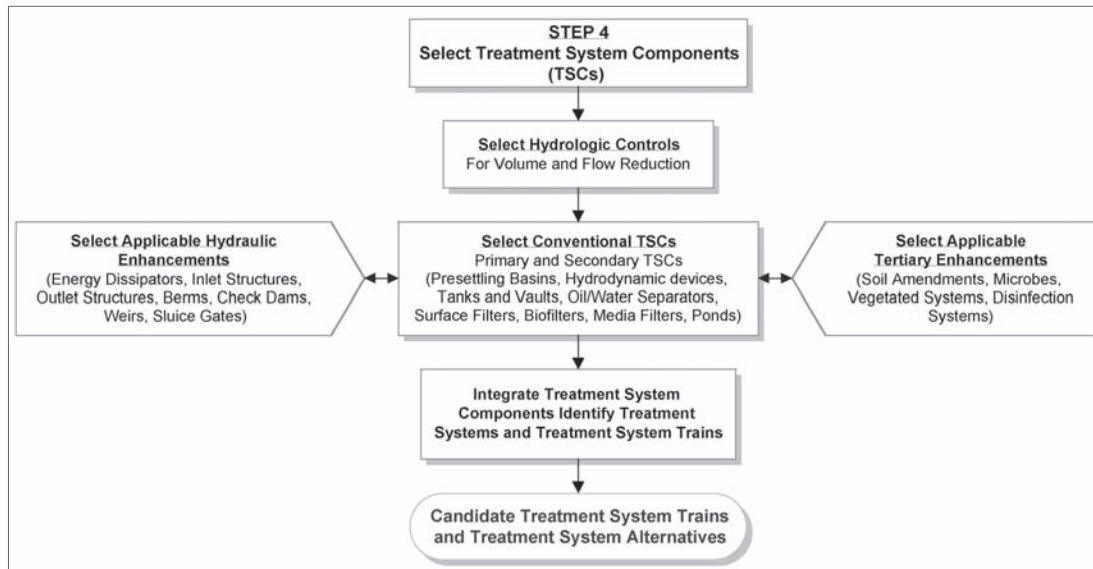 STEP 4
Select Treatment System Components
(TSCs)
Select Hydrologic Controls
For Volume and Flow Reduction
Select Applicable Hydraulic
Enhancements
(Energy Dissipators, Inlet Structures,
Outlet Structures, Berms, Check Dams,
Weirs, Sluice Gates)
Select Conventional TSCs
Primary and Secondary TSCs
(Presettling Basins, Hydrodynamic devices,
Tanks and Vaults, Oil/Water Separators,
Surface Filters, Biofilters, Media Filters, Ponds)
Select Applicable
Tertiary Enhancements
(Soil Amendments, Microbes,
Vegetated Systems, Disinfection
Systems)
Integrate Treatment System
Components Identify Treatment
Systems and Treatment System Trains
Candidate Treatment System Trains
and Treatment System Alternatives